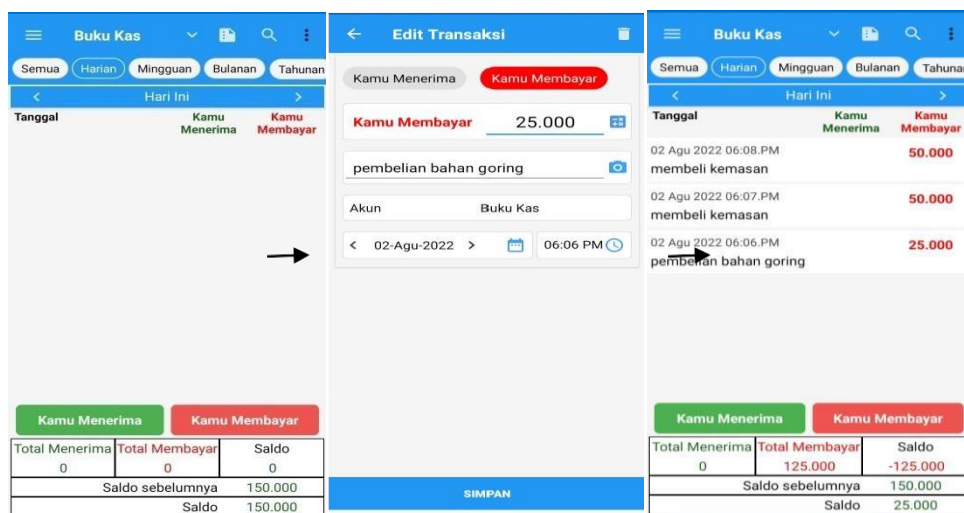 Buku Kas
Semua Harian Mingguan Bulanan Tahunan
< Hari Ini >
Tanggal Kamu Menerima Kamu Membayar
Kamu Menerima Kamu Membayar
Total Menerima Total Membayar Saldo
0 0 0
Saldo sebelumnya 150.000
Saldo 150.000
Edit Transaksi
Kamu Menerima Kamu Membayar
Kamu Membayar 25.000
pembelian bahan goring
Akun Buku Kas
< 02-Agu-2022 > 06:06 PM
SIMPAN
Buku Kas
Semua Harian Mingguan Bulanan Tahuna
< Hari Ini >
Tanggal Kamu Menerima Kamu Membayar
02 Agu 2022 06:08.PM 50.000
membeli kemasan
02 Agu 2022 06:07.PM 50.000
membeli kemasan
02 Agu 2022 06:06.PM 25.000
pembelian bahan goring
Kamu Menerima Kamu Membayar
Total Menerima Total Membayar Saldo
0 125.000 -125.000
Saldo sebelumnya 150.000
Saldo 25.000